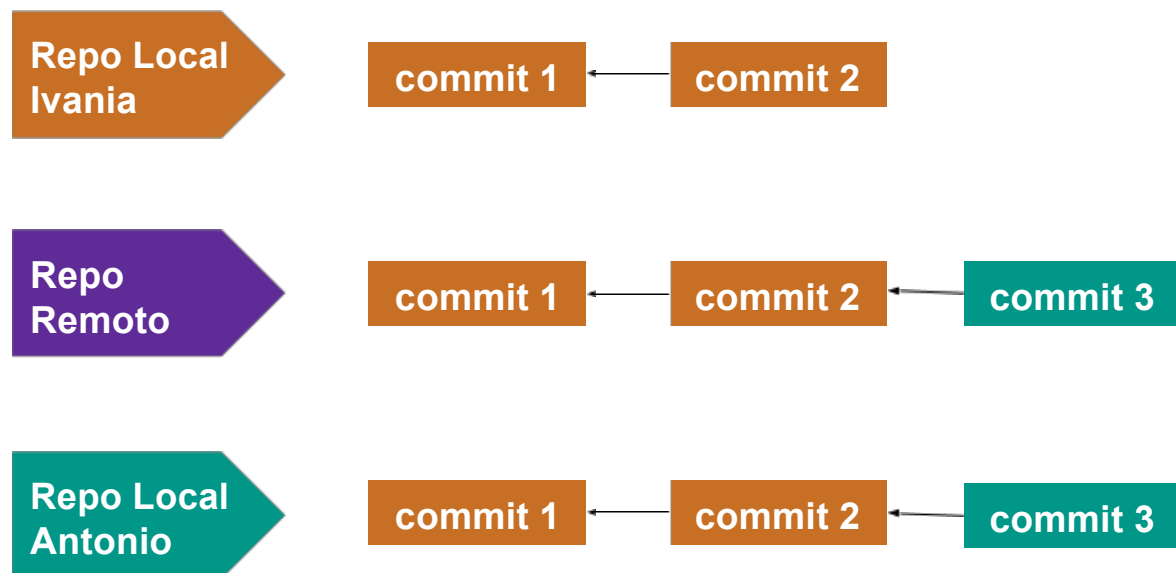 Repo Local
Ivania
commit 1
commit 2
Repo
Remoto
commit 1
commit 2
commit 3
Repo Local
Antonio
commit 1
commit 2
commit 3